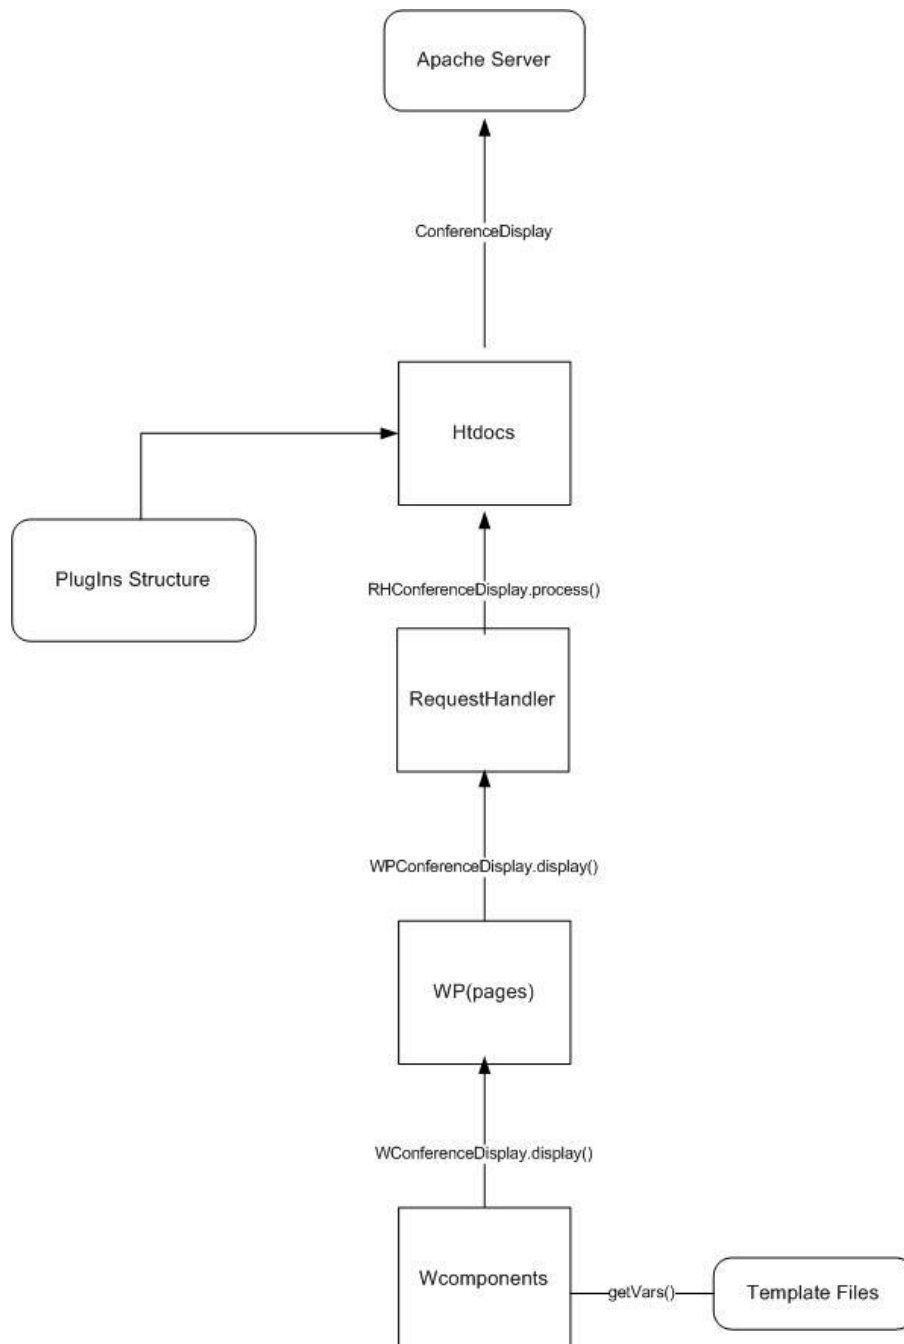 Apache Server
ConferenceDisplay
Htdocs
PlugIns Structure
RHConferenceDisplay.process()
RequestHandler
WPConferenceDisplay.display()
WP(pages)
WConferenceDisplay.display()
Wcomponents
getVars()
Template Files